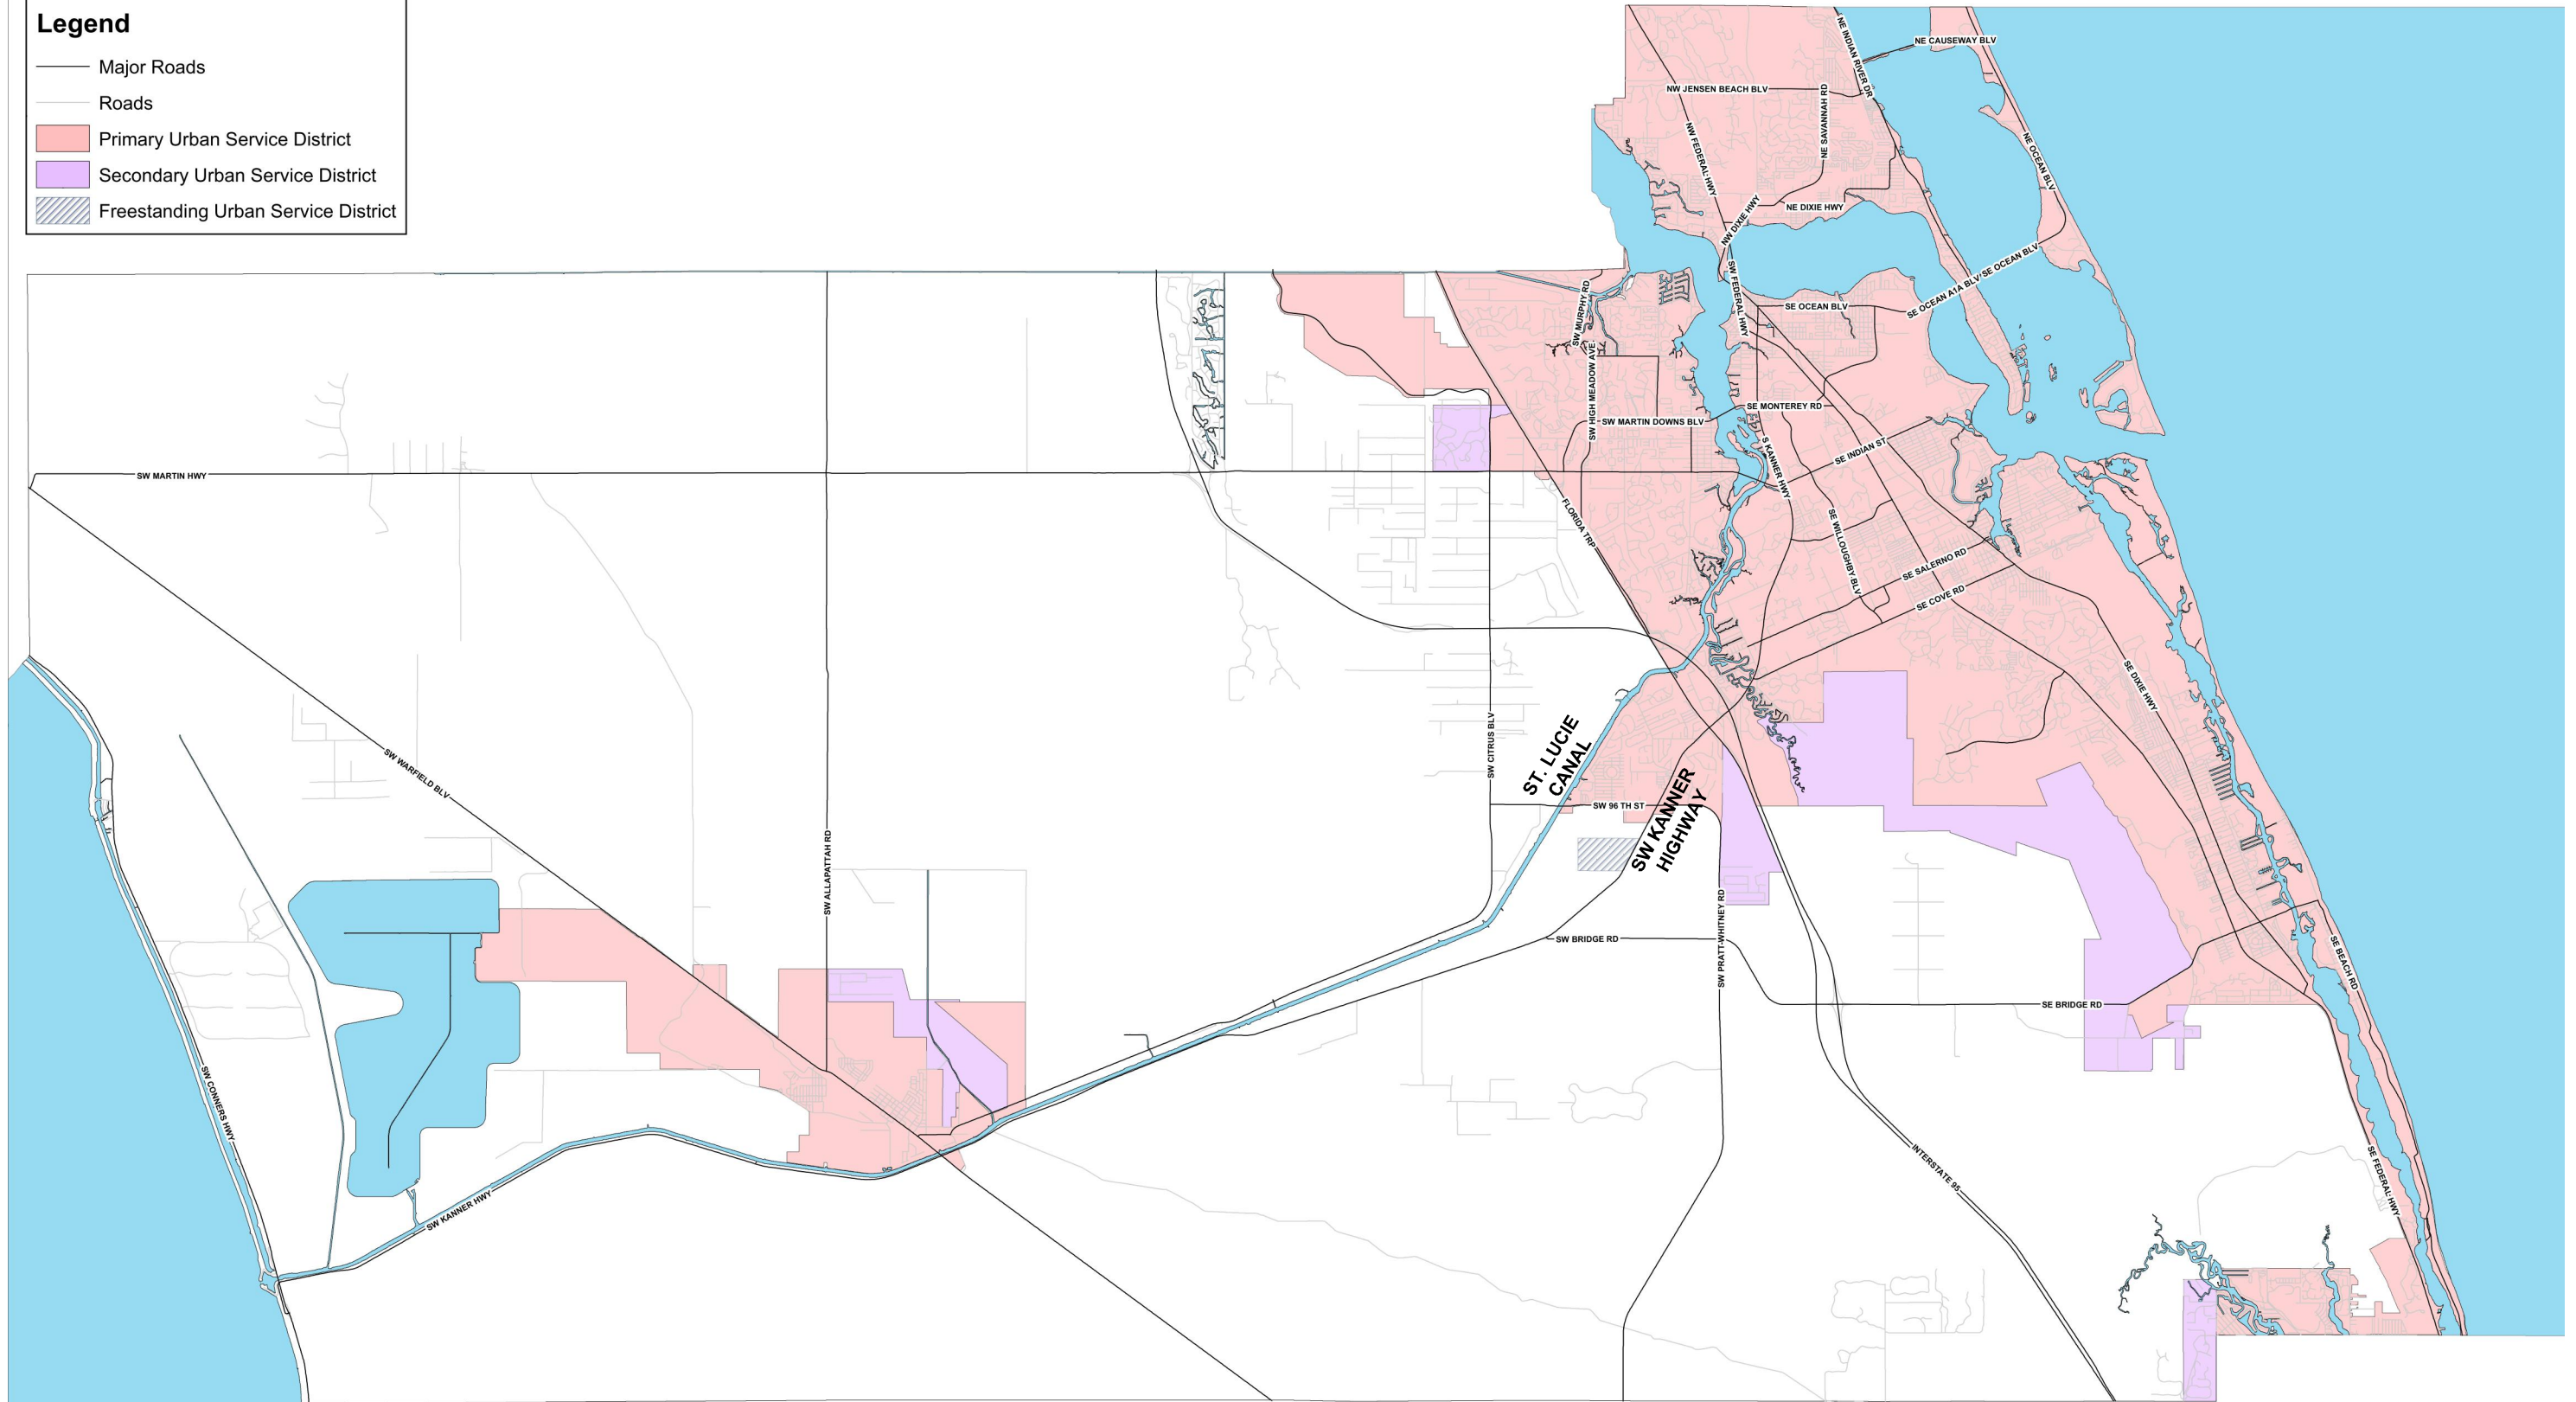 Legend
Major Roads
Roads
Primary Urban Service District
Secondary Urban Service District
Freestanding Urban Service District
NE INDIAN RIVER DR
NE CAUSEWAY BLV
NW JENSEN BEACH BLV
NE SAVANNAH RD
NW FEDERAL HWY
NE OCEAN BLV
NE DIXIE HWY
NW DIXIE HWY
SW FEDERAL HWY
SE OCEAN BLV
SE OCEAN A1A BLV
SE OCEAN BLV
SW MURPHY RD
SW HIGH MEADOW AVE
SE MONTEREY RD
SW MARTIN DOWNS BLV
S KANNER HWY
SE INDIAN ST
SW MARTIN HWY
FLORIDA TRP
SE WILLOUGHBY BLV
SE SALERNO RD
SE COVE RD
SE DIXIE HWY
SW WARFIELD BLV
SW CITRUS BLV
ST. LUCIE
CANAL
SW 96 TH ST
SW KANNER
HIGHWAY
SW ALLAPATTAH RD
SW PRATT-WHITNEY RD
SW BRIDGE RD
SE BEACH RD
SE BRIDGE RD
SW CONNERS HWY
SW KANNER HWY
INTERSTATE 95
SE FEDERAL HWY